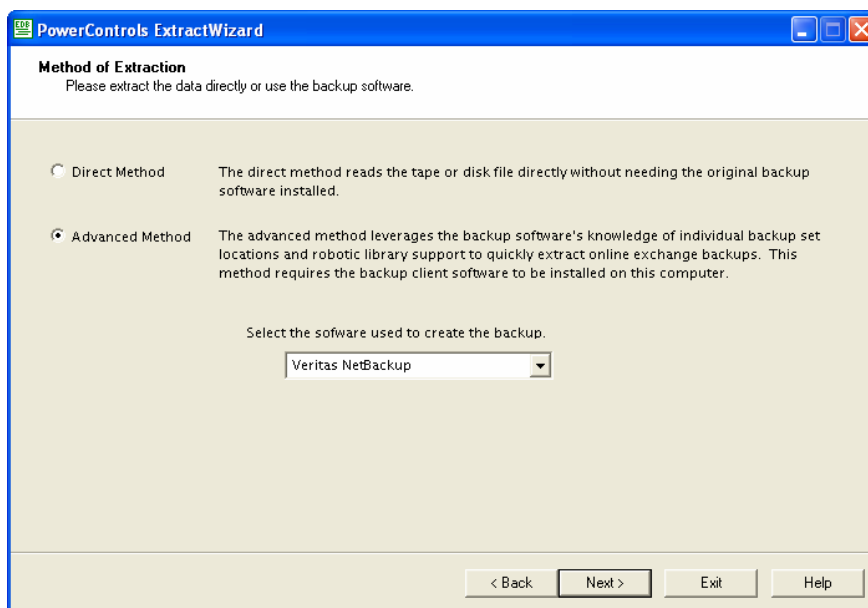 EDB
PowerControls ExtractWizard
Method of Extraction
Please extract the data directly or use the backup software.
Direct Method
The direct method reads the tape or disk file directly without needing the original backup
software installed.
Advanced Method
The advanced method leverages the backup software's knowledge of individual backup set
locations and robotic library support to quickly extract online exchange backups. This
method requires the backup client software to be installed on this computer.
Select the sofware used to create the backup.
Veritas NetBackup
< Back
Next >
Exit
Help